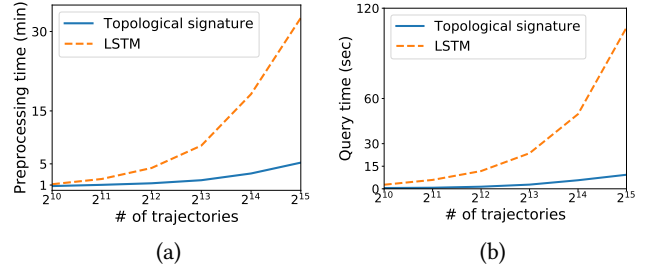 Preprocessing time (min)
30
15
5
1
Topological signature
LSTM
2^10 2^11 2^12 2^13 2^14 2^15
# of trajectories
(a)
Query time (sec)
120
60
30
15
0
Topological signature
LSTM
2^10 2^11 2^12 2^13 2^14 2^15
# of trajectories
(b)